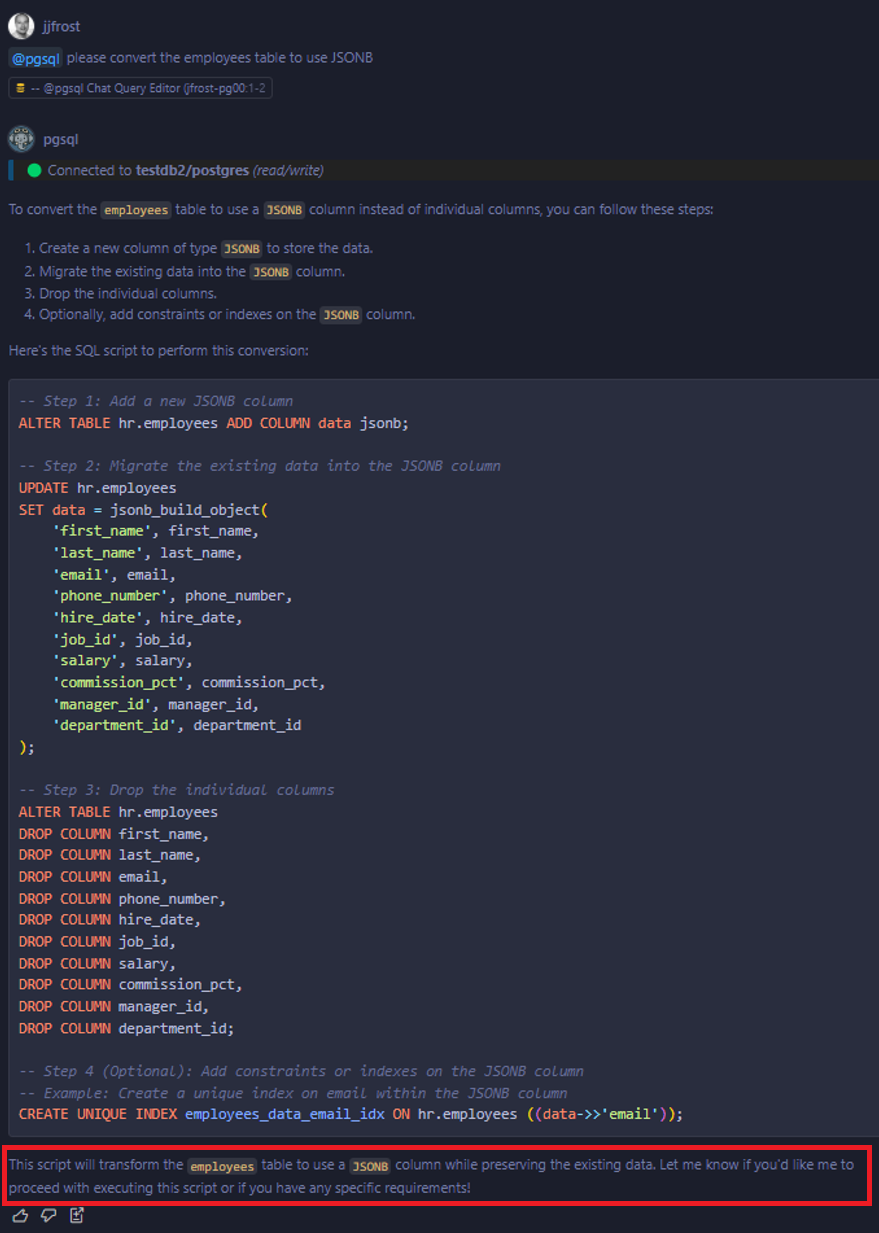 jjfrost
@pgsql please convert the employees table to use JSONB
-- @pgsql Chat Query Editor (jfrost-pg00:1-2
pgsql
Connected to testdb2/postgres (read/write)
To convert the employees table to use a JSONB column instead of individual columns, you can follow these steps:
1. Create a new column of type JSONB to store the data.
2. Migrate the existing data into the JSONB column.
3. Drop the individual columns.
4. Optionally, add constraints or indexes on the JSONB column.
Here's the SQL script to perform this conversion:
-- Step 1: Add a new JSONB column
ALTER TABLE hr.employees ADD COLUMN data jsonb;
-- Step 2: Migrate the existing data into the JSONB column
UPDATE hr.employees
SET data = jsonb_build_object(
'first_name', first_name,
'last_name', last_name,
'email', email,
'phone_number', phone_number,
'hire_date', hire_date,
'job_id', job_id,
'salary', salary,
'commission_pct', commission_pct,
'manager_id', manager_id,
'department_id', department_id
);
-- Step 3: Drop the individual columns
ALTER TABLE hr.employees
DROP COLUMN first_name,
DROP COLUMN last_name,
DROP COLUMN email,
DROP COLUMN phone_number,
DROP COLUMN hire_date,
DROP COLUMN job_id,
DROP COLUMN salary,
DROP COLUMN commission_pct,
DROP COLUMN manager_id,
DROP COLUMN department_id;
-- Step 4 (Optional): Add constraints or indexes on the JSONB column
-- Example: Create a unique index on email within the JSONB column
CREATE UNIQUE INDEX employees_data_email_idx ON hr.employees ((data->>'email'));
This script will transform the employees table to use a JSONB column while preserving the existing data. Let me know if you'd like me to
proceed with executing this script or if you have any specific requirements!